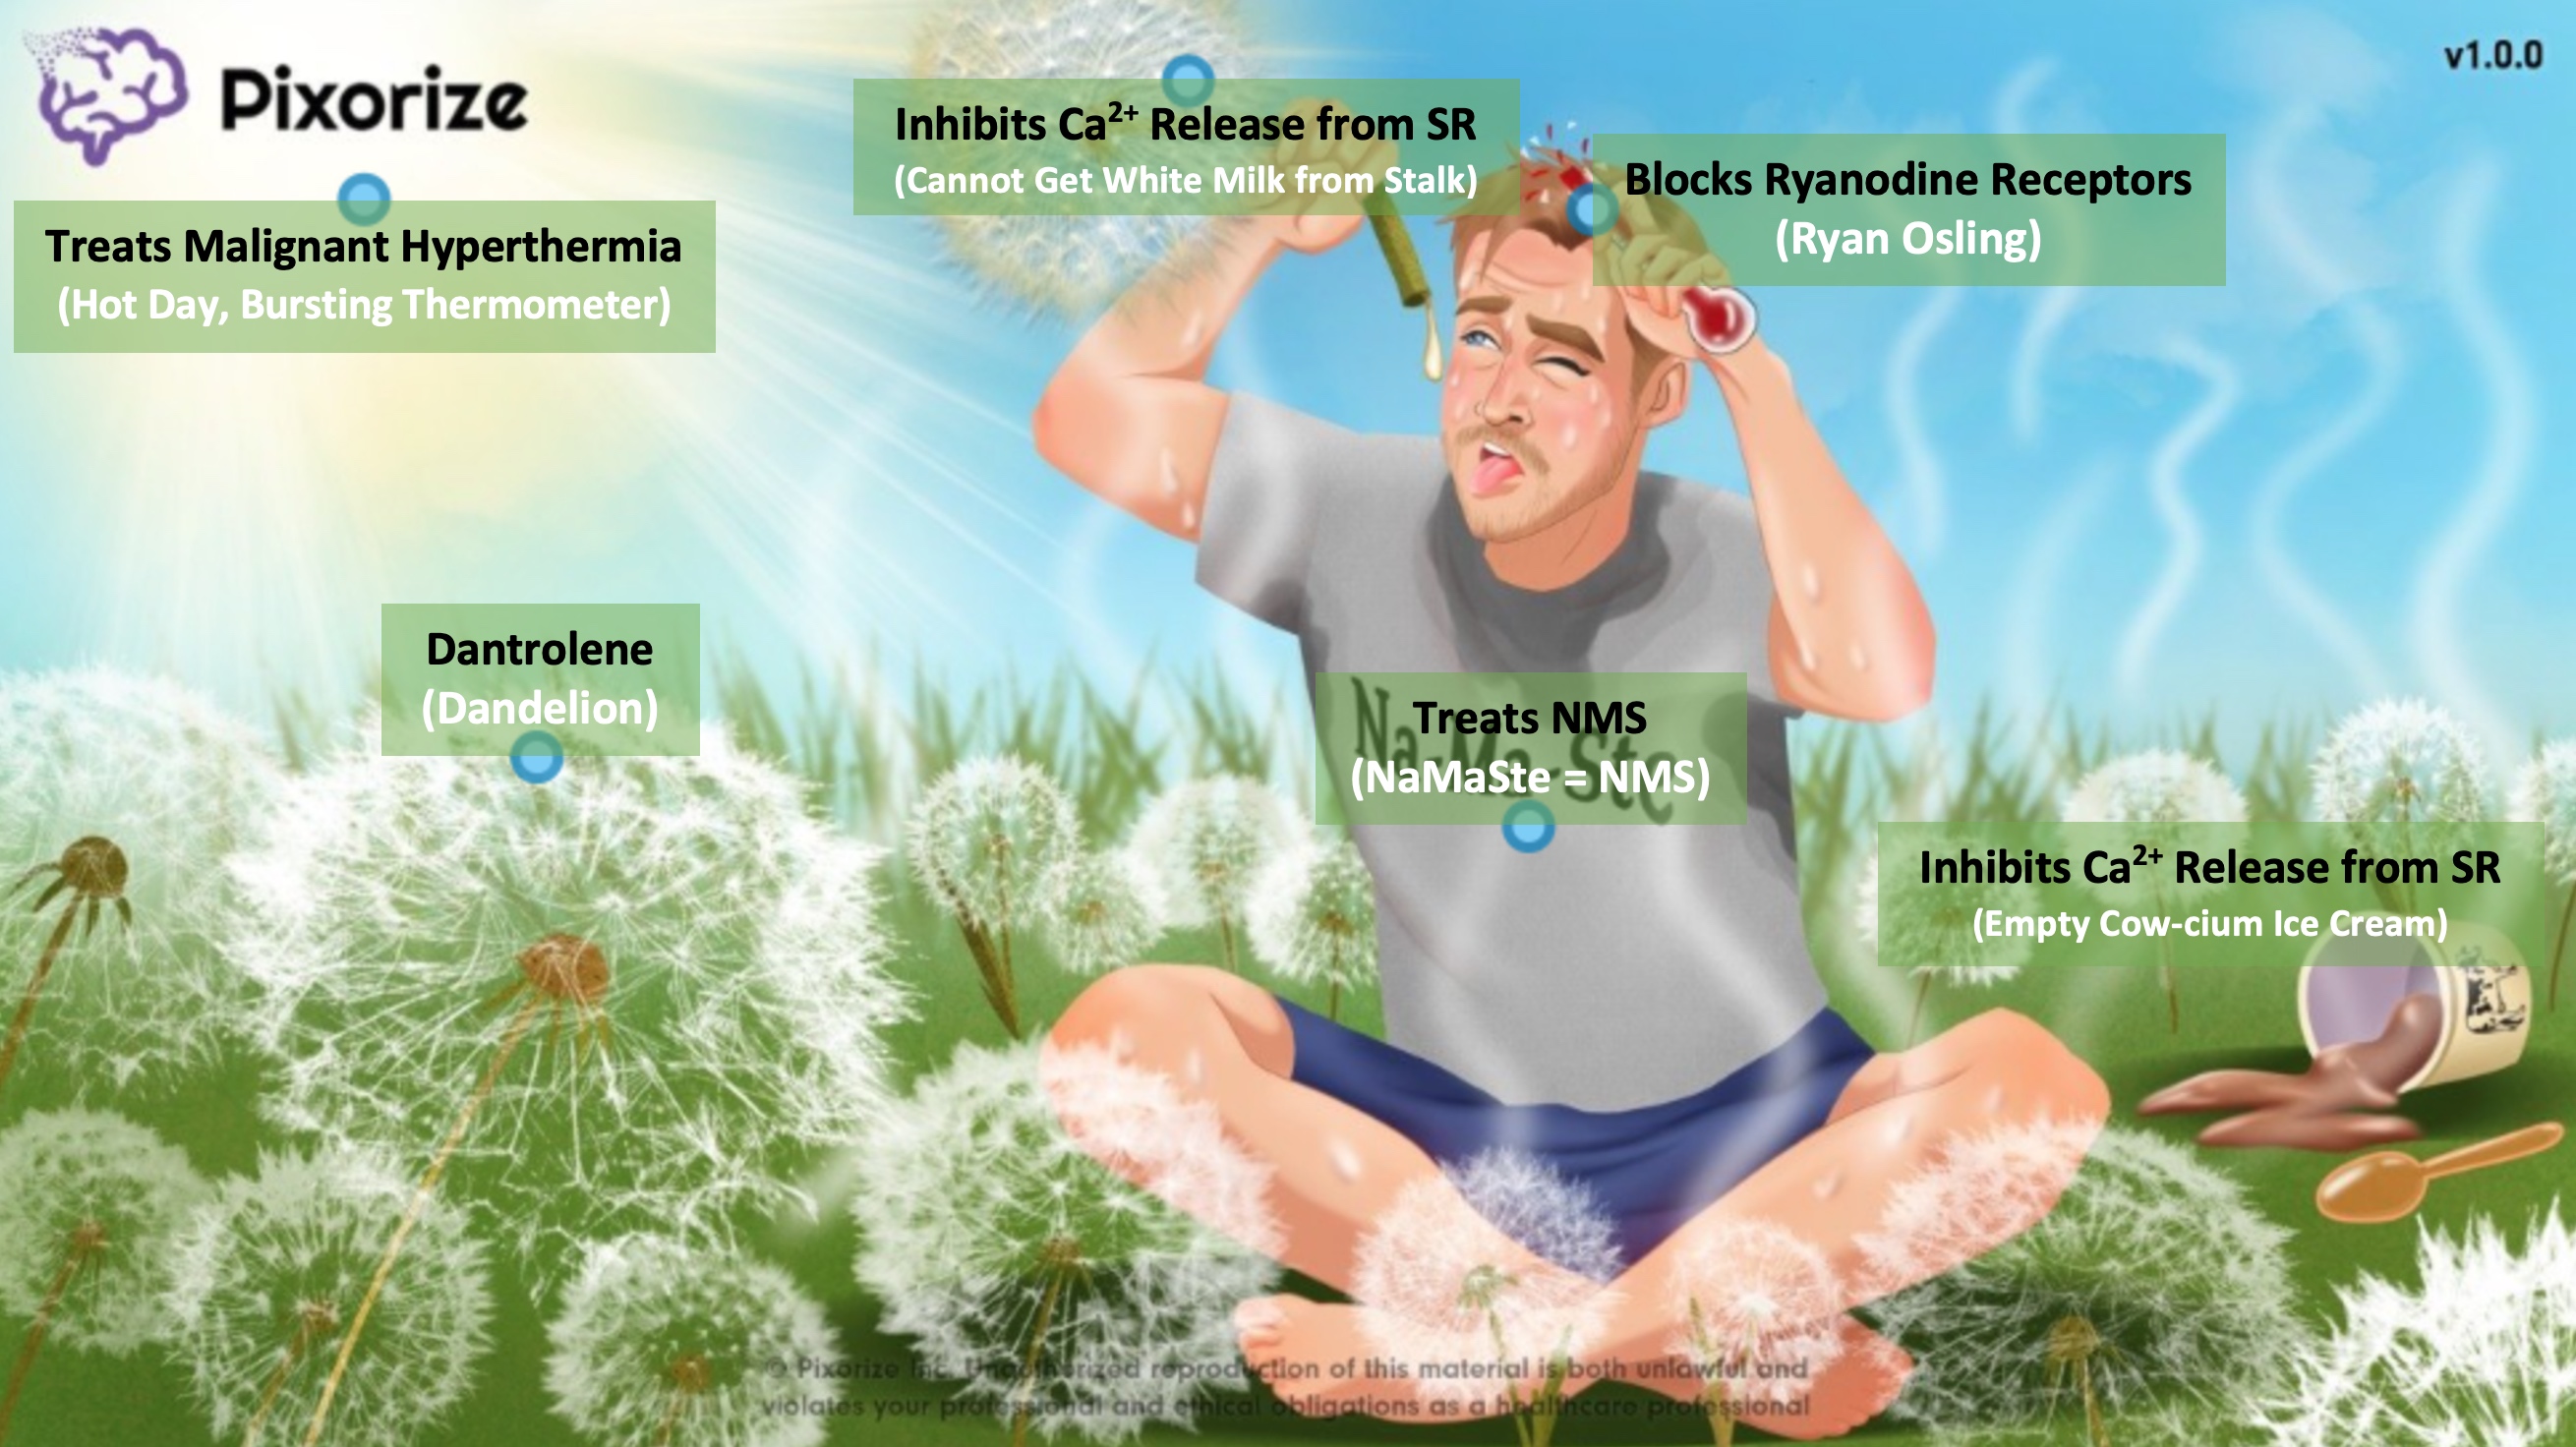 Pixorize
v1.0.0
Inhibits Ca²⁺ Release from SR
(Cannot Get White Milk from Stalk)
Blocks Ryanodine Receptors
(Ryan Osling)
Treats Malignant Hyperthermia
(Hot Day, Bursting Thermometer)
Dantrolene
(Dandelion)
Na-Ma-Ste
Treats NMS
(NaMaSte = NMS)
Inhibits Ca²⁺ Release from SR
(Empty Cow-cium Ice Cream)
© Pixorize Inc. Unauthorized reproduction of this material is both unlawful and
violates your professional and ethical obligations as a healthcare professional